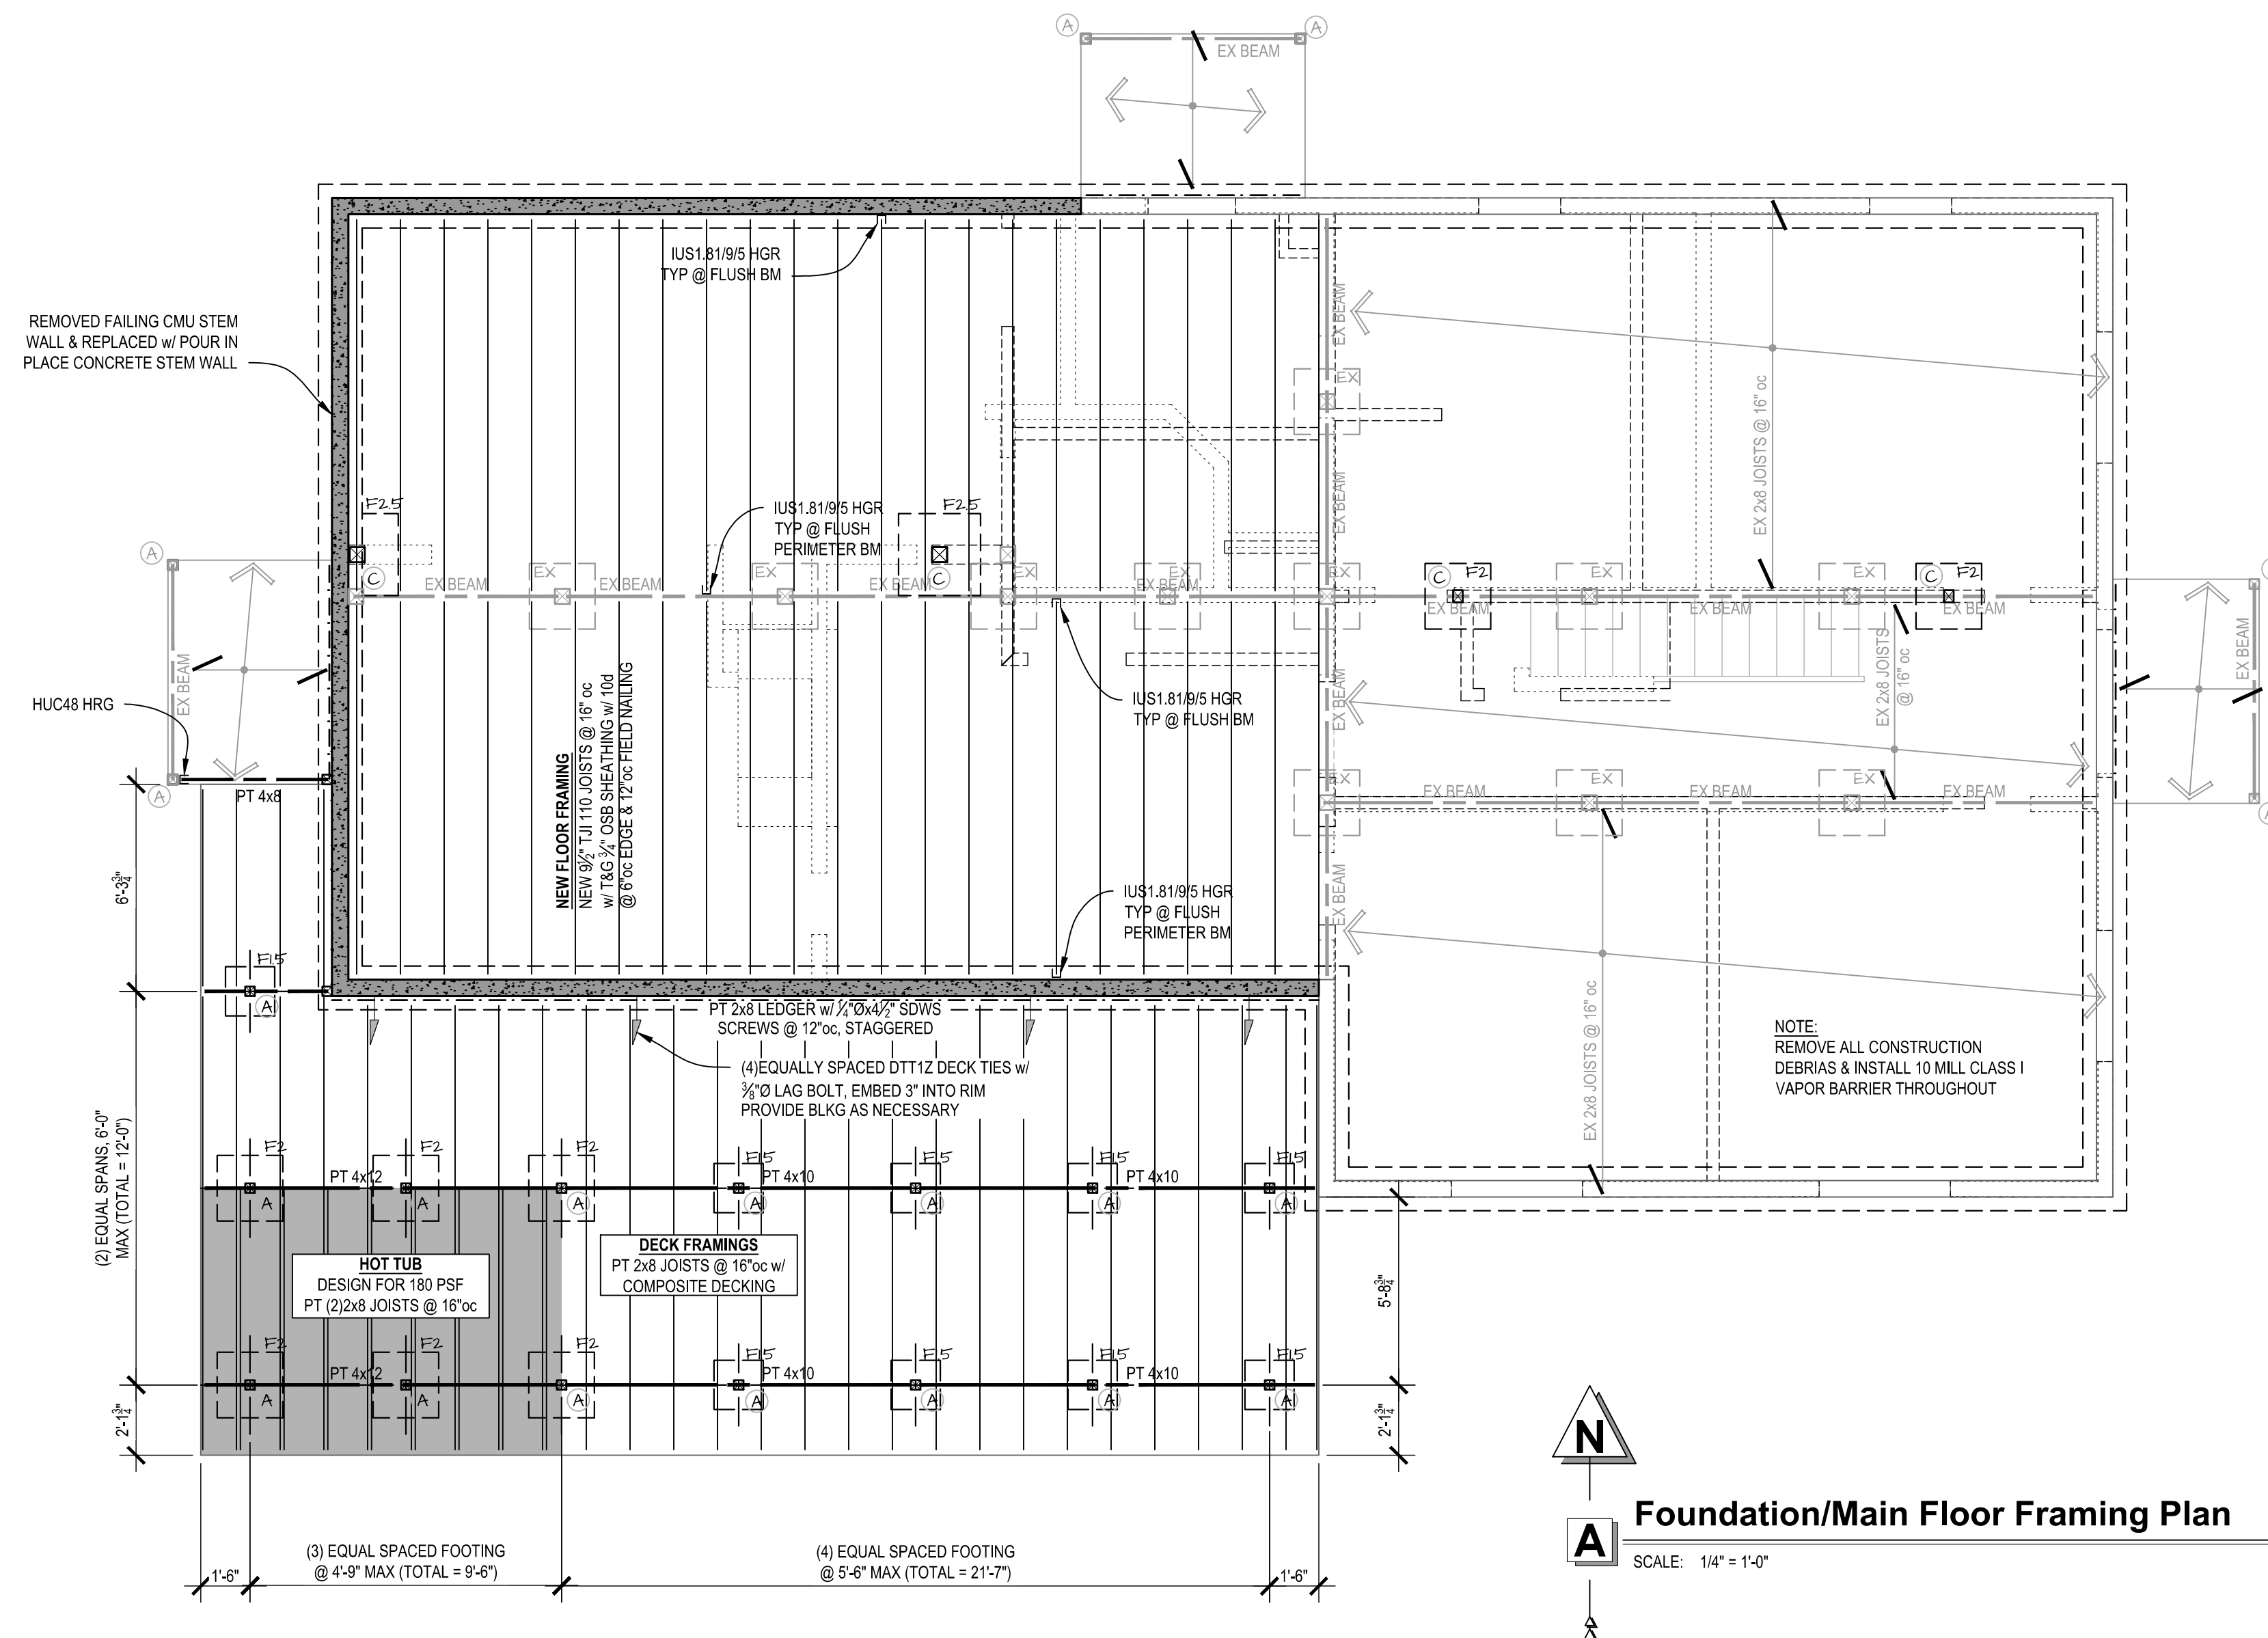 A
A
EX BEAM
IUS1.81/9/5 HGR
TYP @ FLUSH BM
REMOVED FAILING CMU STEM
WALL & REPLACED w/ POUR IN
PLACE CONCRETE STEM WALL
EX BEAM
EX
EX 2x8 JOISTS @ 16" oc
EX BEAM
F2.5
F2.5
IUS1.81/9/5 HGR
TYP @ FLUSH
PERIMETER BM
A
C
EX BEAM
EX
EX BEAM
EX
EX BEAM
C
EX
EX
EX BEAM
EX
C
F2
EX BEAM
EX
EX BEAM
EX
C
F2
EX BEAM
EX BEAM
HUC48 HRG
A
PT 4x8
NEW FLOOR FRAMING
NEW 9½" TJI 110 JOISTS @ 16" oc
w/ T&G ¾" OSB SHEATHING w/ 10d
@ 6"oc EDGE & 12"oc FIELD NAILING
IUS1.81/9/5 HGR
TYP @ FLUSH BM
EX BEAM
EX 2x8 JOISTS
@ 16" oc
EX BEAM
EX
EX BEAM
EX
EX BEAM
EX
EX BEAM
6'-3¾"
IUS1.81/9/5 HGR
TYP @ FLUSH
PERIMETER BM
EX BEAM
F1.5
A
PT 2x8 LEDGER w/ ¼"Øx4½" SDWS
SCREWS @ 12"oc, STAGGERED
(4)EQUALLY SPACED DTT1Z DECK TIES w/
⅜"Ø LAG BOLT, EMBED 3" INTO RIM
PROVIDE BLKG AS NECESSARY
EX 2x8 JOISTS @ 16" oc
NOTE:
REMOVE ALL CONSTRUCTION
DEBRIAS & INSTALL 10 MILL CLASS I
VAPOR BARRIER THROUGHOUT
(2) EQUAL SPANS, 6'-0"
MAX (TOTAL = 12'-0")
F2
PT 4x12
F2
F2
F1.5
PT 4x10
F1.5
F1.5
PT 4x10
F1.5
A
A
A
A
A
A
A
HOT TUB
DESIGN FOR 180 PSF
PT (2)2x8 JOISTS @ 16"oc
DECK FRAMINGS
PT 2x8 JOISTS @ 16"oc w/
COMPOSITE DECKING
5'-8¾"
F2
PT 4x12
F2
F2
F1.5
PT 4x10
F1.5
F1.5
PT 4x10
F1.5
A
A
A
A
A
A
A
2'-1¾"
2'-1¾"
1'-6"
(3) EQUAL SPACED FOOTING
@ 4'-9" MAX (TOTAL = 9'-6")
(4) EQUAL SPACED FOOTING
@ 5'-6" MAX (TOTAL = 21'-7")
1'-6"
N
A
Foundation/Main Floor Framing Plan
SCALE: 1/4" = 1'-0"